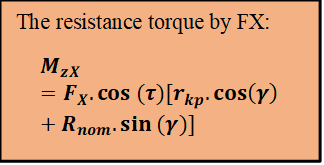 The resistance torque by FX:
M_zX
= F_X. cos (τ)[r_kp. cos(γ)
+ R_nom. sin (γ)]